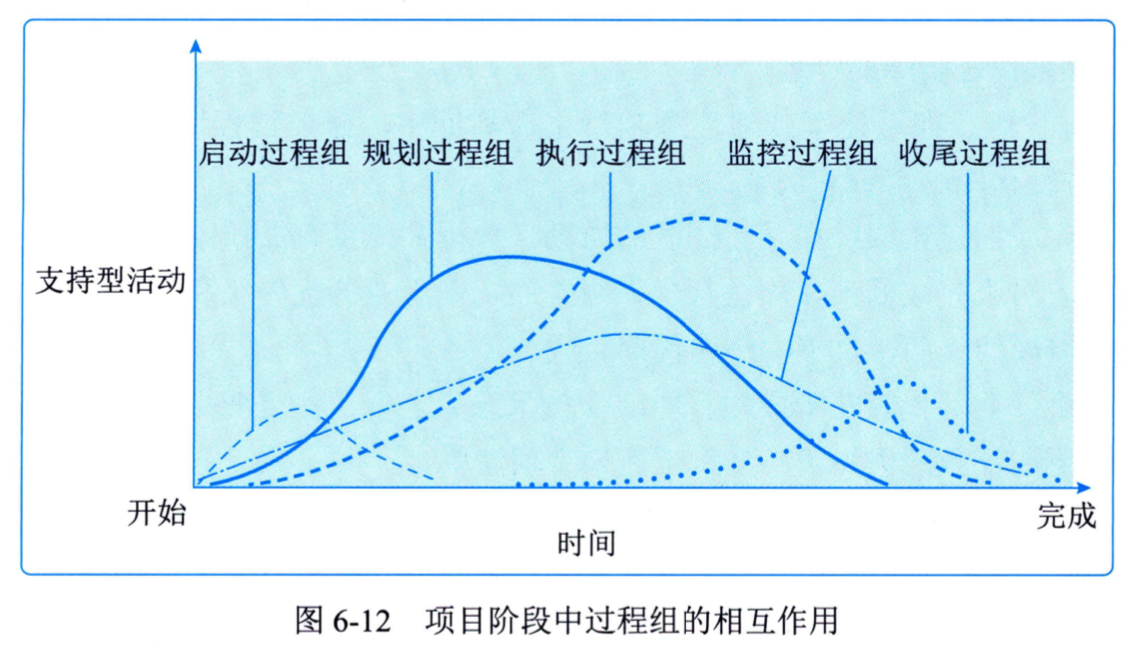 启动过程组 规划过程组 执行过程组 监控过程组 收尾过程组
支持型活动
开始
完成
时间
图 6-12 项目阶段中过程组的相互作用